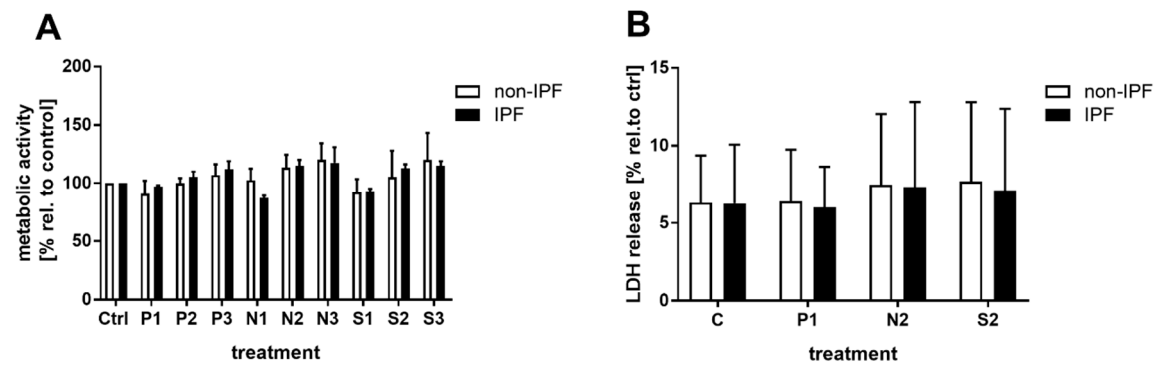 A
metabolic activity
[% rel. to control]
200
150
100
50
0
Ctrl P1 P2 P3 N1 N2 N3 S1 S2 S3
treatment
non-IPF
IPF
B
LDH release [% rel.to ctrl]
15
10
5
0
C P1 N2 S2
treatment
non-IPF
IPF